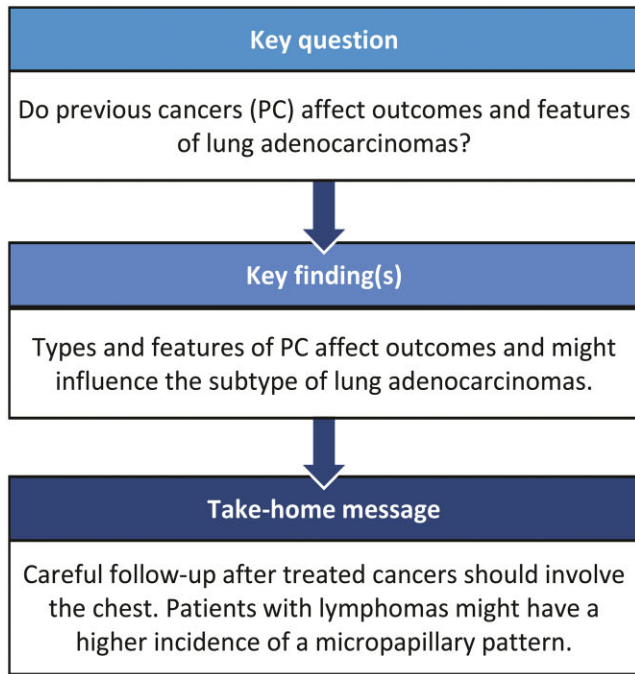 Key question
Do previous cancers (PC) affect outcomes and features
of lung adenocarcinomas?
Key finding(s)
Types and features of PC affect outcomes and might
influence the subtype of lung adenocarcinomas.
Take-home message
Careful follow-up after treated cancers should involve
the chest. Patients with lymphomas might have a
higher incidence of a micropapillary pattern.